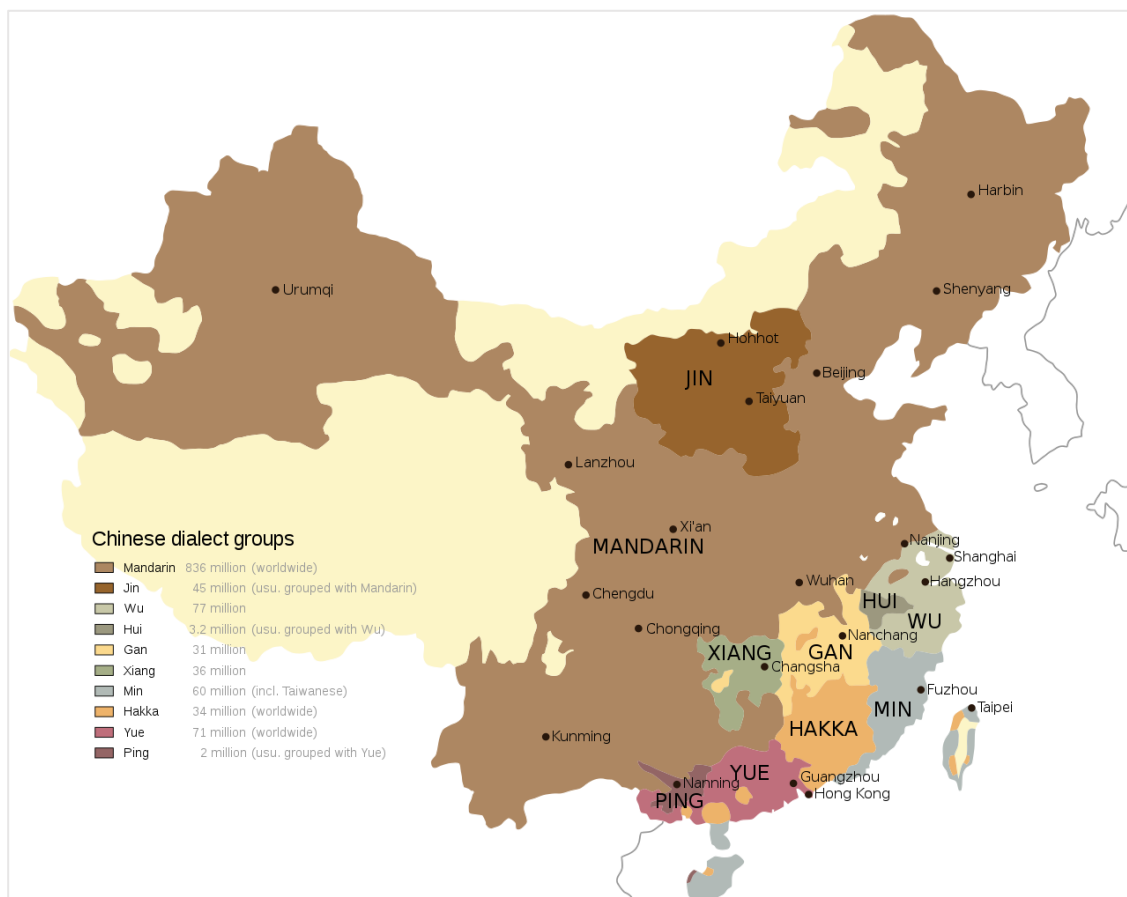 Harbin
Urumqi
Shenyang
Hohhot
Beijing
JIN
Taiyuan
Lanzhou
Xi'an
MANDARIN
Nanjing
Shanghai
Wuhan
Hangzhou
Chengdu
HUI
WU
Chongqing
Nanchang
XIANG
GAN
Changsha
Fuzhou
MIN
Taipei
HAKKA
Kunming
YUE
Guangzhou
Nanning
Hong Kong
PING
Chinese dialect groups
Mandarin 836 million (worldwide)
Jin 45 million (usu. grouped with Mandarin)
Wu 77 million
Hui 3.2 million (usu. grouped with Wu)
Gan 31 million
Xiang 36 million
Min 60 million (incl. Taiwanese)
Hakka 34 million (worldwide)
Yue 71 million (worldwide)
Ping 2 million (usu. grouped with Yue)